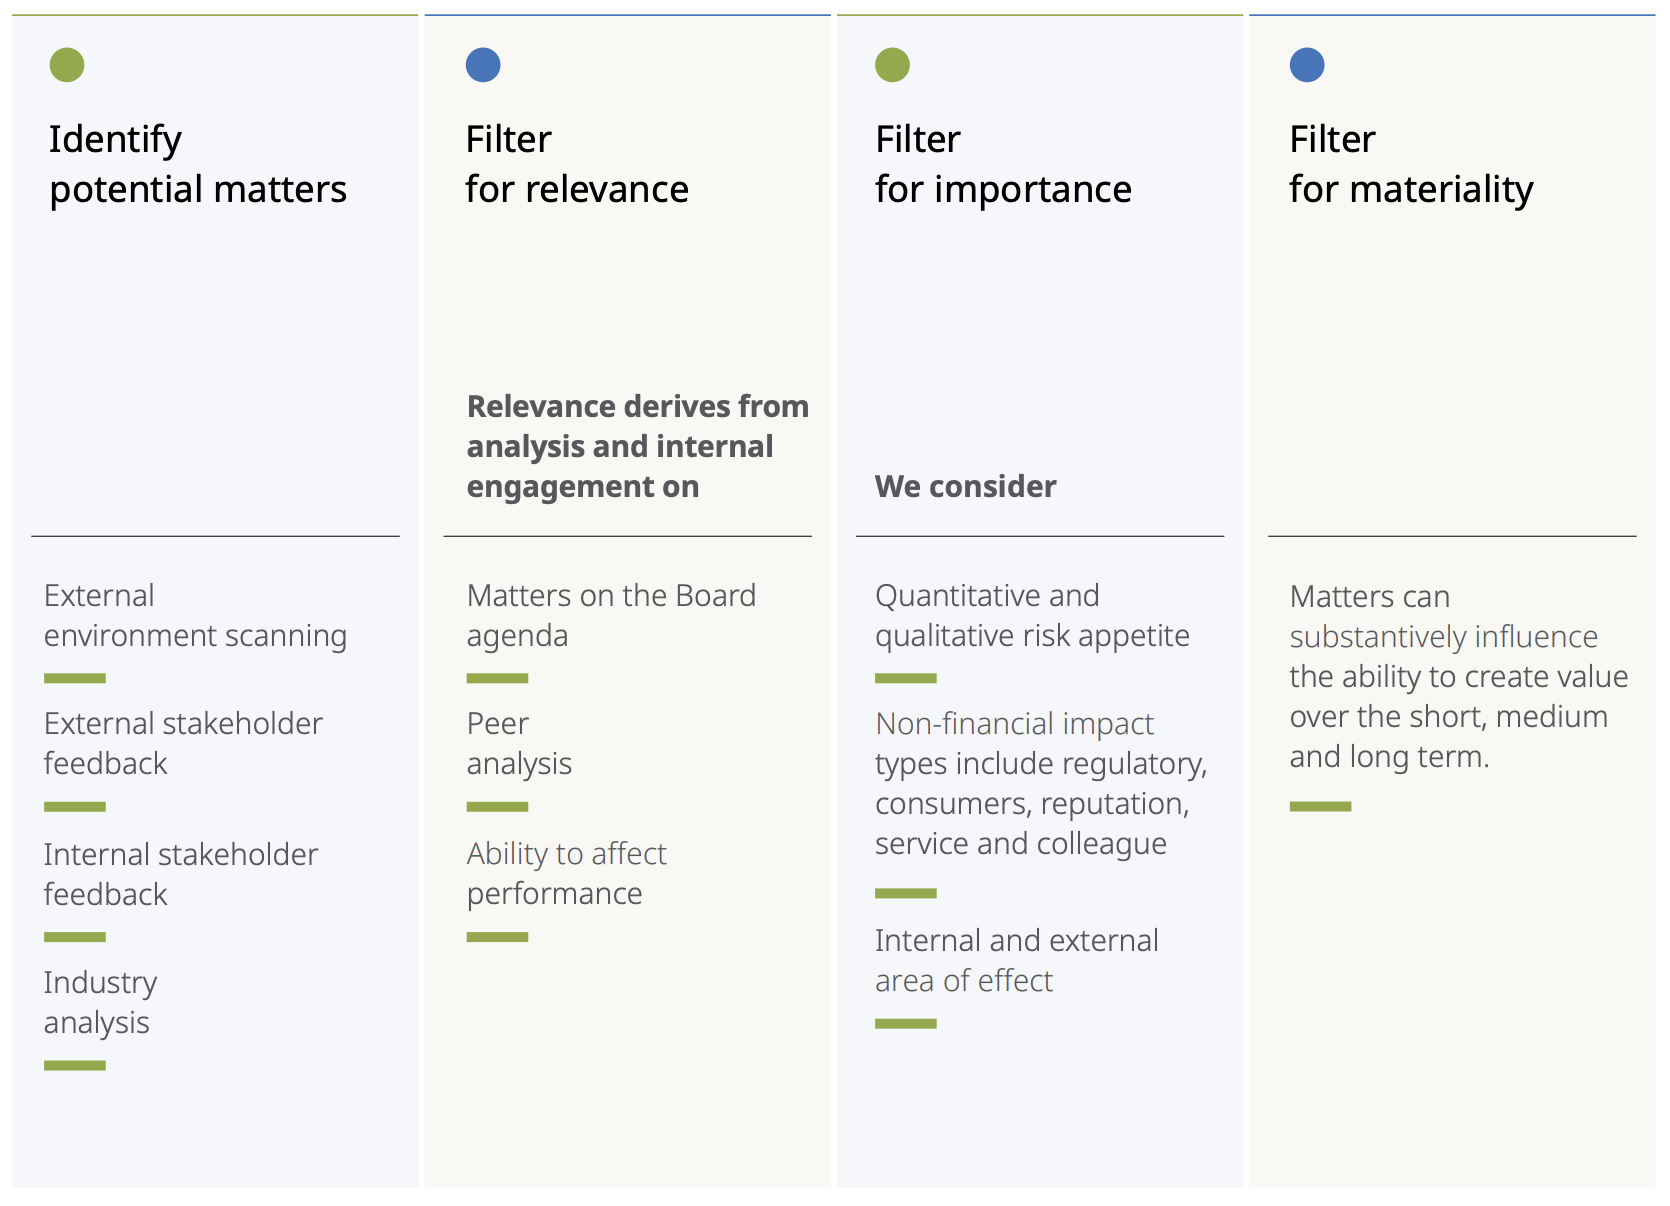 Identify
potential matters
External
environment scanning
External stakeholder
feedback
Internal stakeholder
feedback
Industry
analysis
Filter
for relevance
Relevance derives from
analysis and internal
engagement on
Matters on the Board
agenda
Peer
analysis
Ability to affect
performance
Filter
for importance
We consider
Quantitative and
qualitative risk appetite
Non-financial impact
types include regulatory,
consumers, reputation,
service and colleague
Internal and external
area of effect
Filter
for materiality
Matters can
substantively influence
the ability to create value
over the short, medium
and long term.